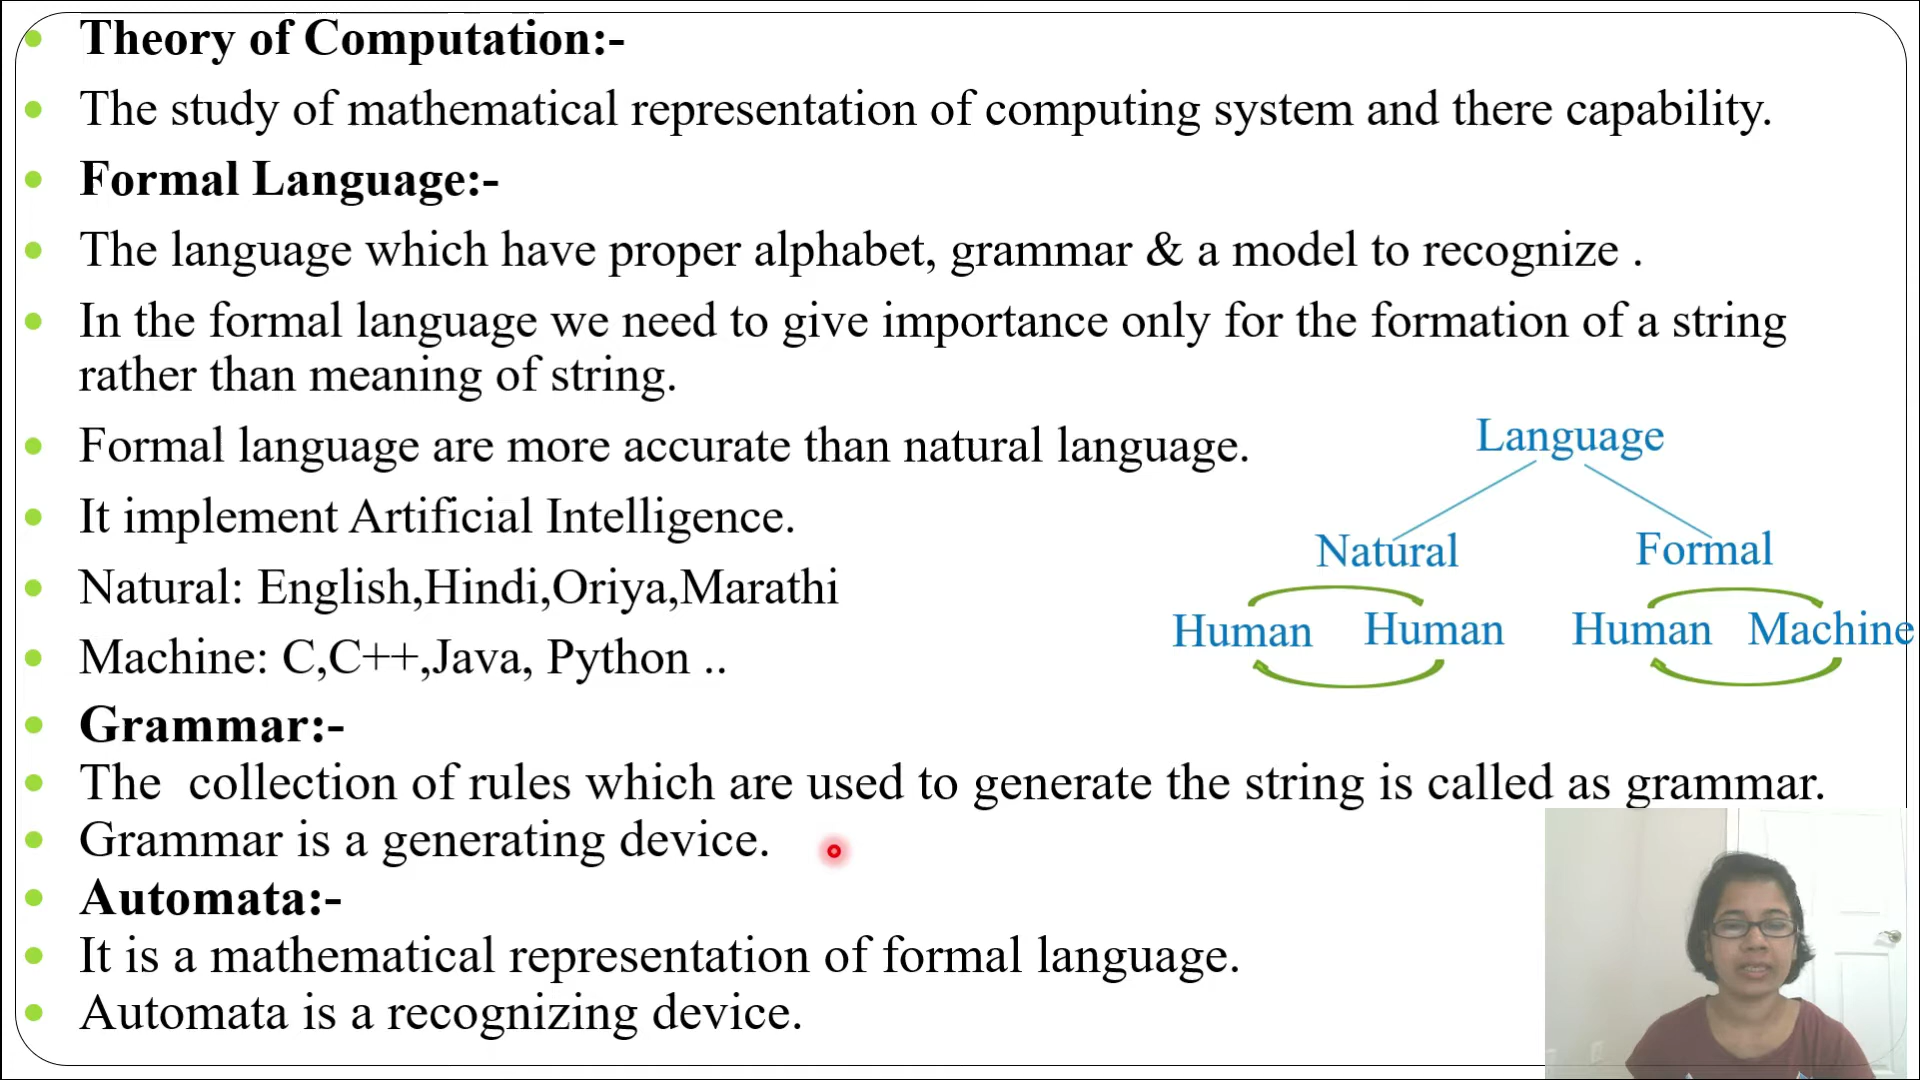 Theory of Computation:-
The study of mathematical representation of computing system and there capability.
Formal Language:-
The language which have proper alphabet, grammar & a model to recognize .
In the formal language we need to give importance only for the formation of a string
rather than meaning of string.
Formal language are more accurate than natural language.
It implement Artificial Intelligence.
Natural: English,Hindi,Oriya,Marathi
Machine: C,C++,Java, Python ..
Language
Natural Formal
Human Human Human Machine
Grammar:-
The  collection of rules which are used to generate the string is called as grammar.
Grammar is a generating device.
Automata:-
It is a mathematical representation of formal language.
Automata is a recognizing device.